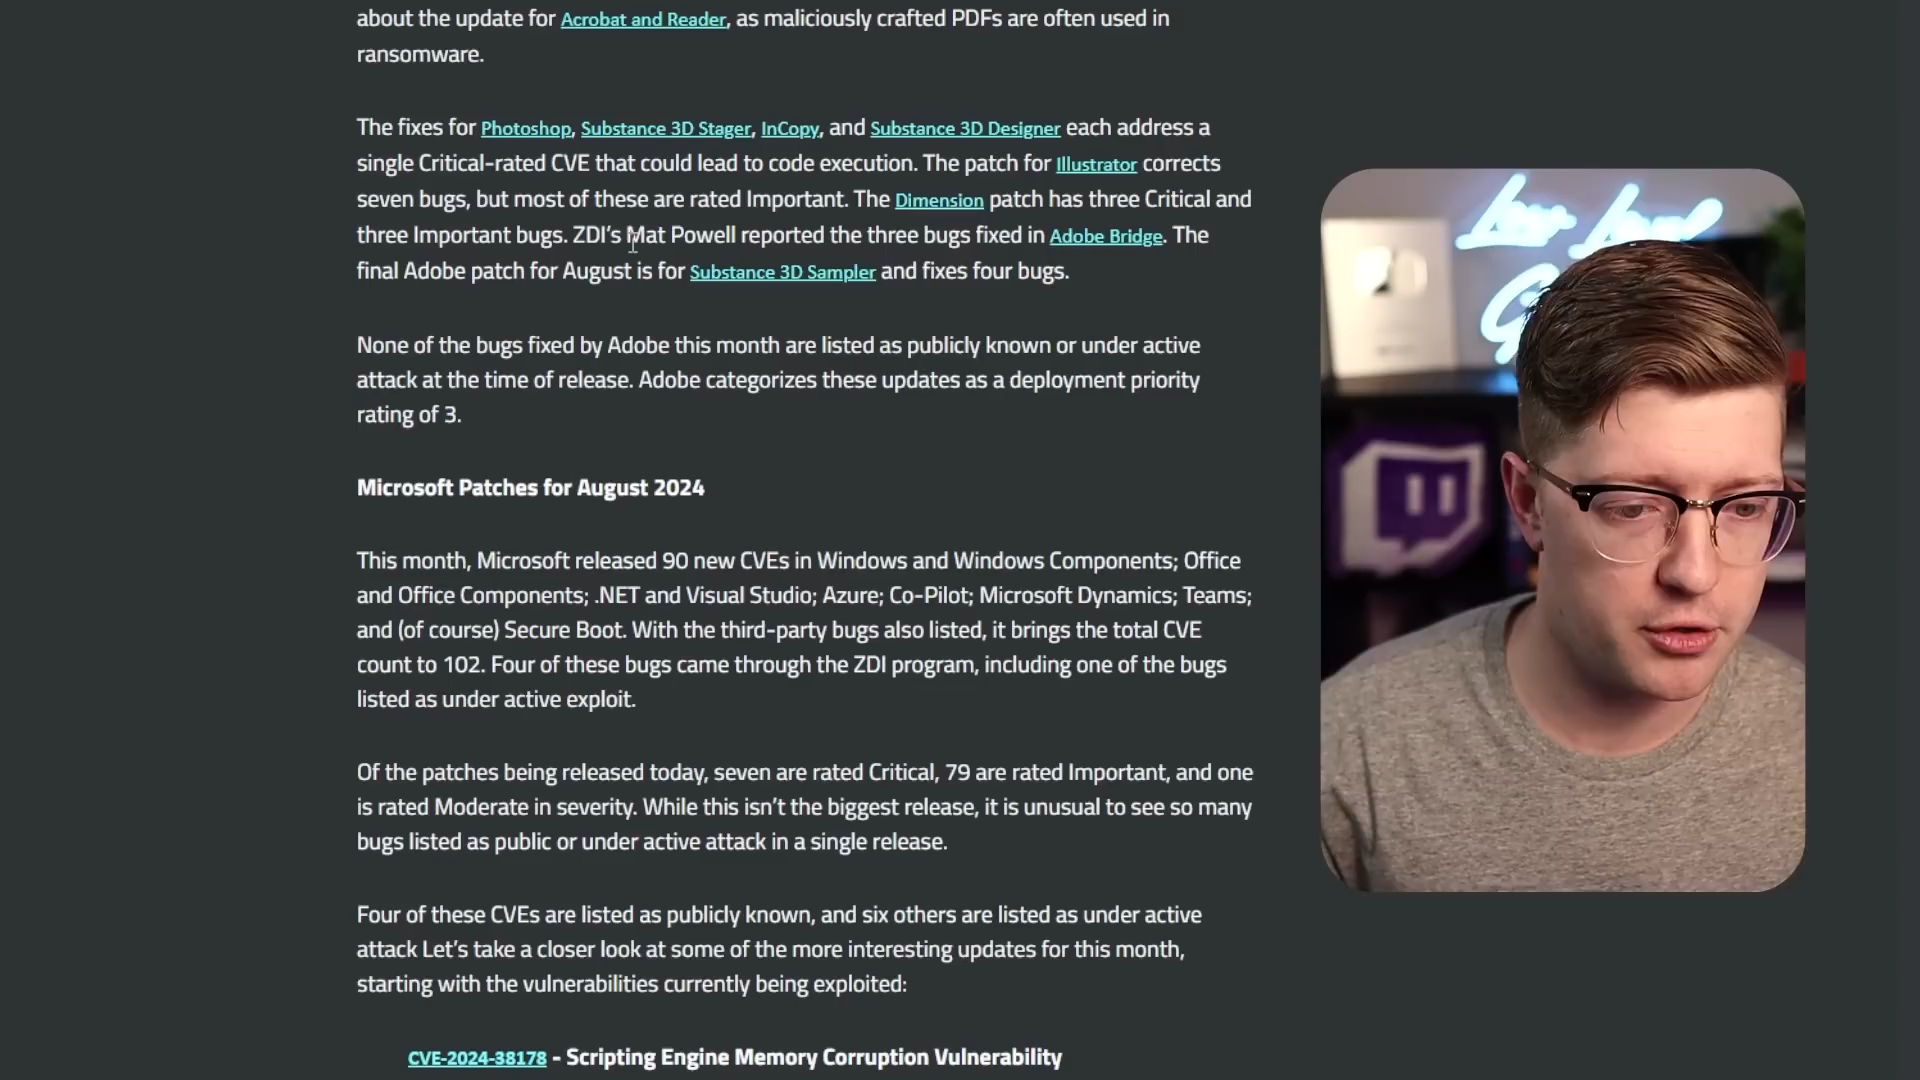 about the update for Acrobat and Reader, as maliciously crafted PDFs are often used in
ransomware.
The fixes for Photoshop, Substance 3D Stager, InCopy, and Substance 3D Designer each address a
single Critical-rated CVE that could lead to code execution. The patch for Illustrator corrects
seven bugs, but most of these are rated Important. The Dimension patch has three Critical and
three Important bugs. ZDI’s Mat Powell reported the three bugs fixed in Adobe Bridge. The
final Adobe patch for August is for Substance 3D Sampler and fixes four bugs.
None of the bugs fixed by Adobe this month are listed as publicly known or under active
attack at the time of release. Adobe categorizes these updates as a deployment priority
rating of 3.
Microsoft Patches for August 2024
This month, Microsoft released 90 new CVEs in Windows and Windows Components; Office
and Office Components; .NET and Visual Studio; Azure; Co-Pilot; Microsoft Dynamics; Teams;
and (of course) Secure Boot. With the third-party bugs also listed, it brings the total CVE
count to 102. Four of these bugs came through the ZDI program, including one of the bugs
listed as under active exploit.
Of the patches being released today, seven are rated Critical, 79 are rated Important, and one
is rated Moderate in severity. While this isn’t the biggest release, it is unusual to see so many
bugs listed as public or under active attack in a single release.
Four of these CVEs are listed as publicly known, and six others are listed as under active
attack Let’s take a closer look at some of the more interesting updates for this month,
starting with the vulnerabilities currently being exploited:
CVE-2024-38178 - Scripting Engine Memory Corruption Vulnerability
Low Level